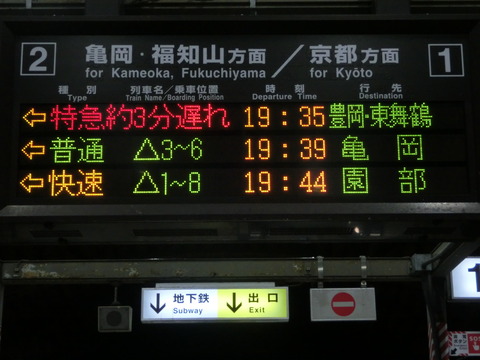 2 亀岡・福知山方面 / 京都方面 1
for Kameoka, Fukuchiyama / for Kyōto
種別 列車名／乗車位置 時刻 行先
Type Train Name/Boarding Position Departure Time Destination
←特急約3分遅れ 19：35 豊岡・東舞鶴
←普通 △3~6 19：39 亀岡
←快速 △1~8 19：44 園部
↓ 地下鉄 ↓ 出口
Subway Exit
1